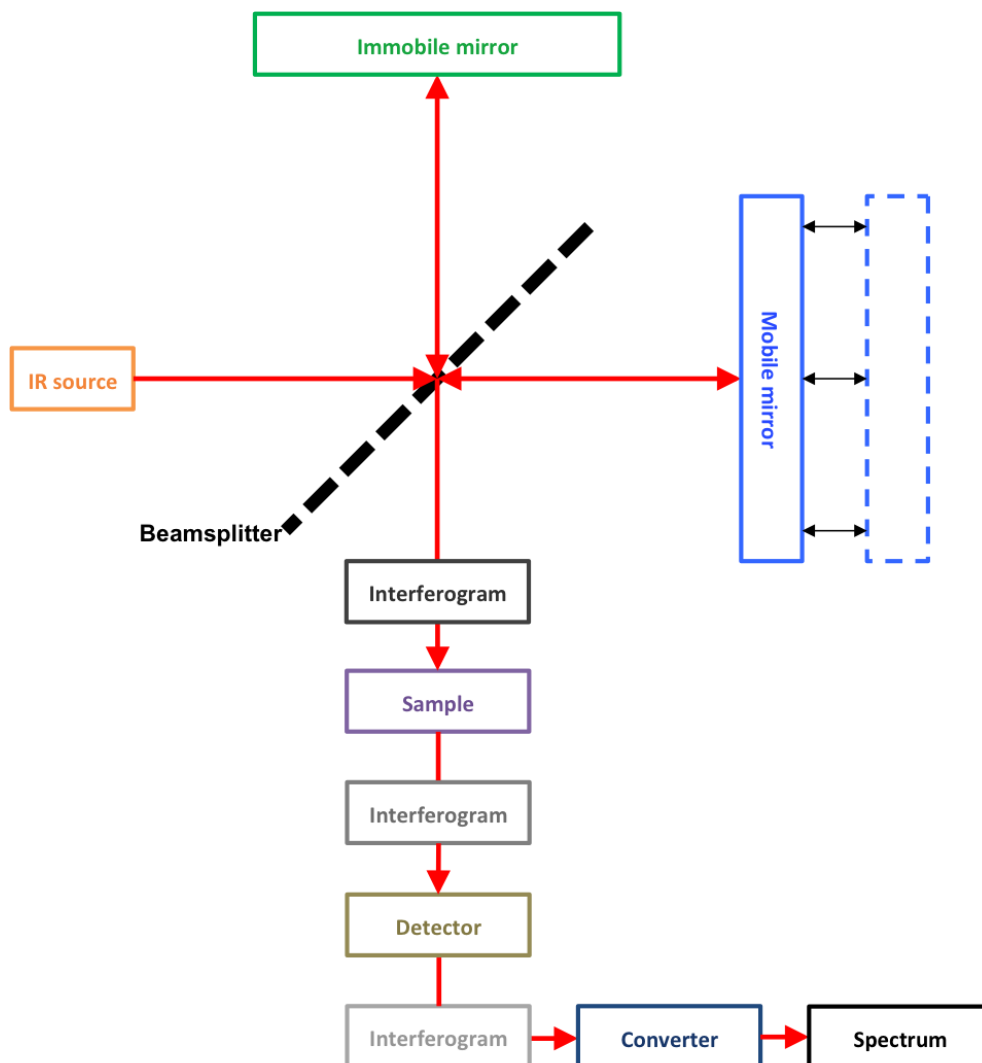 Immobile mirror
IR source
Mobile mirror
Beamsplitter
Interferogram
Sample
Interferogram
Detector
Interferogram
Converter
Spectrum